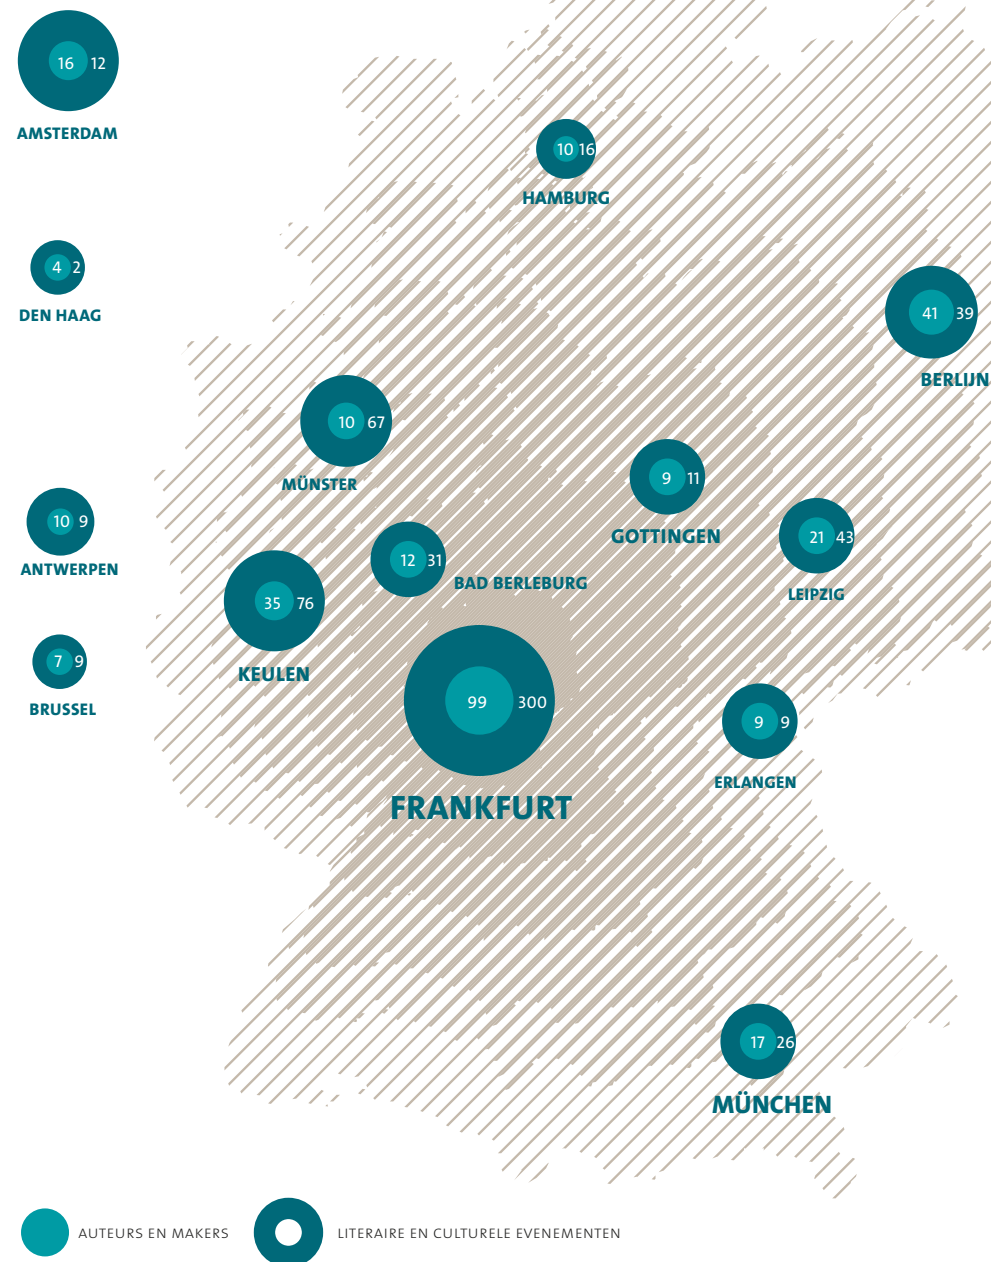 16 12
AMSTERDAM
10 16
HAMBURG
4 2
DEN HAAG
41 39
BERLIJN
10 67
MÜNSTER
9 11
GOTTINGEN
10 9
ANTWERPEN
21 43
LEIPZIG
12 31
BAD BERLEBURG
35 76
KEULEN
7 9
BRUSSEL
99 300
FRANKFURT
9 9
ERLANGEN
17 26
MÜNCHEN
AUTEURS EN MAKERS
LITERAIRE EN CULTURELE EVENEMENTEN